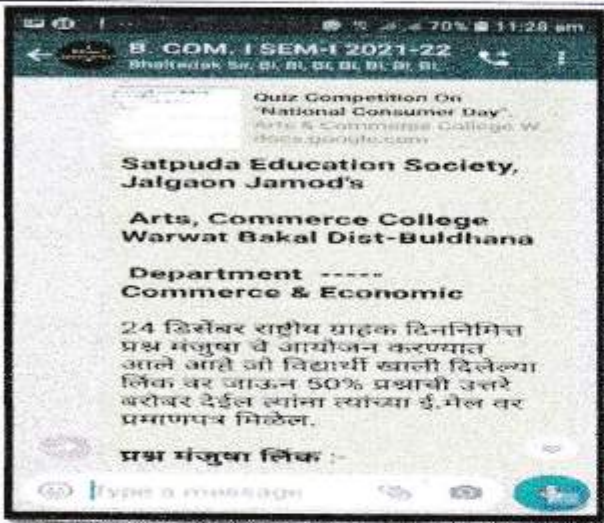 70% 11:28 am
B. COM. I SEM-I 2021-22
Quiz Competition On
"National Consumer Day".
Arts & Commerce College W...
docs.google.com
Satpuda Education Society,
Jalgaon Jamod's
Arts, Commerce College
Warwat Bakal Dist-Buldhana
Department -----
Commerce & Economic
24 डिसेंबर राष्ट्रीय ग्राहक दिननिमित्त
प्रश्न मंजुषा चे आयोजन करण्यात
आले आहे जो विद्यार्थी खाली दिलेल्या
लिंक वर जाऊन 50% प्रश्नाची उत्तरे
बरोबर देईल त्यांना त्यांच्या ई.मेल वर
प्रमाणपत्र मिळेल.
प्रश्न मंजुषा लिंक :-
Type a message